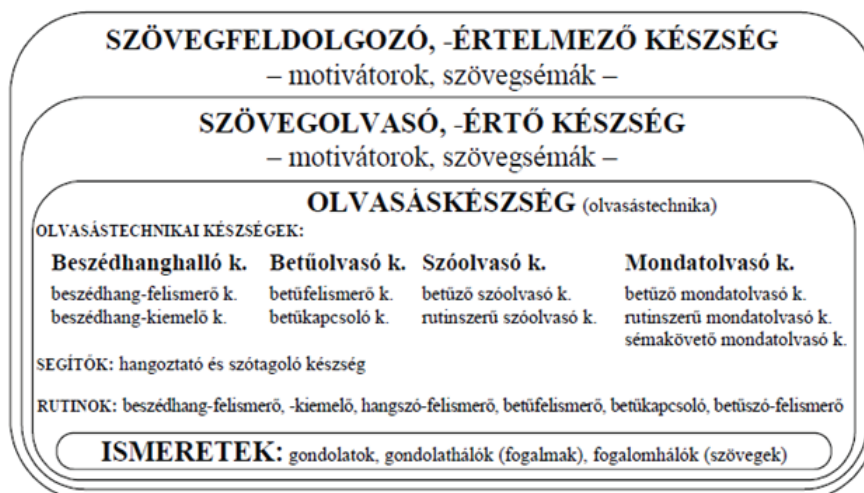 SZÖVEGFELDOLGOZÓ, -ÉRTELMEZŐ KÉSZSÉG
– motivátorok, szövegsémák –
SZÖVEGOLVASÓ, -ÉRTŐ KÉSZSÉG
– motivátorok, szövegsémák –
OLVASÁSKÉSZSÉG (olvasástechnika)
OLVASÁSTECHNIKAI KÉSZSÉGEK:
Beszédhanghalló k. Betűolvasó k. Szóolvasó k. Mondatolvasó k.
beszédhang-felismerő k. betűfelismerő k. betűző szóolvasó k. betűző mondatolvasó k.
beszédhang-kiemelő k. betűkapcsoló k. rutinszerű szóolvasó k. rutinszerű mondatolvasó k.
sémakövető mondatolvasó k.
SEGÍTŐK: hangoztató és szótagoló készség
RUTINOK: beszédhang-felismerő, -kiemelő, hangszó-felismerő, betűfelismerő, betűkapcsoló, betűszó-felismerő
ISMERETEK: gondolatok, gondolathálók (fogalmak), fogalomhálók (szövegek)